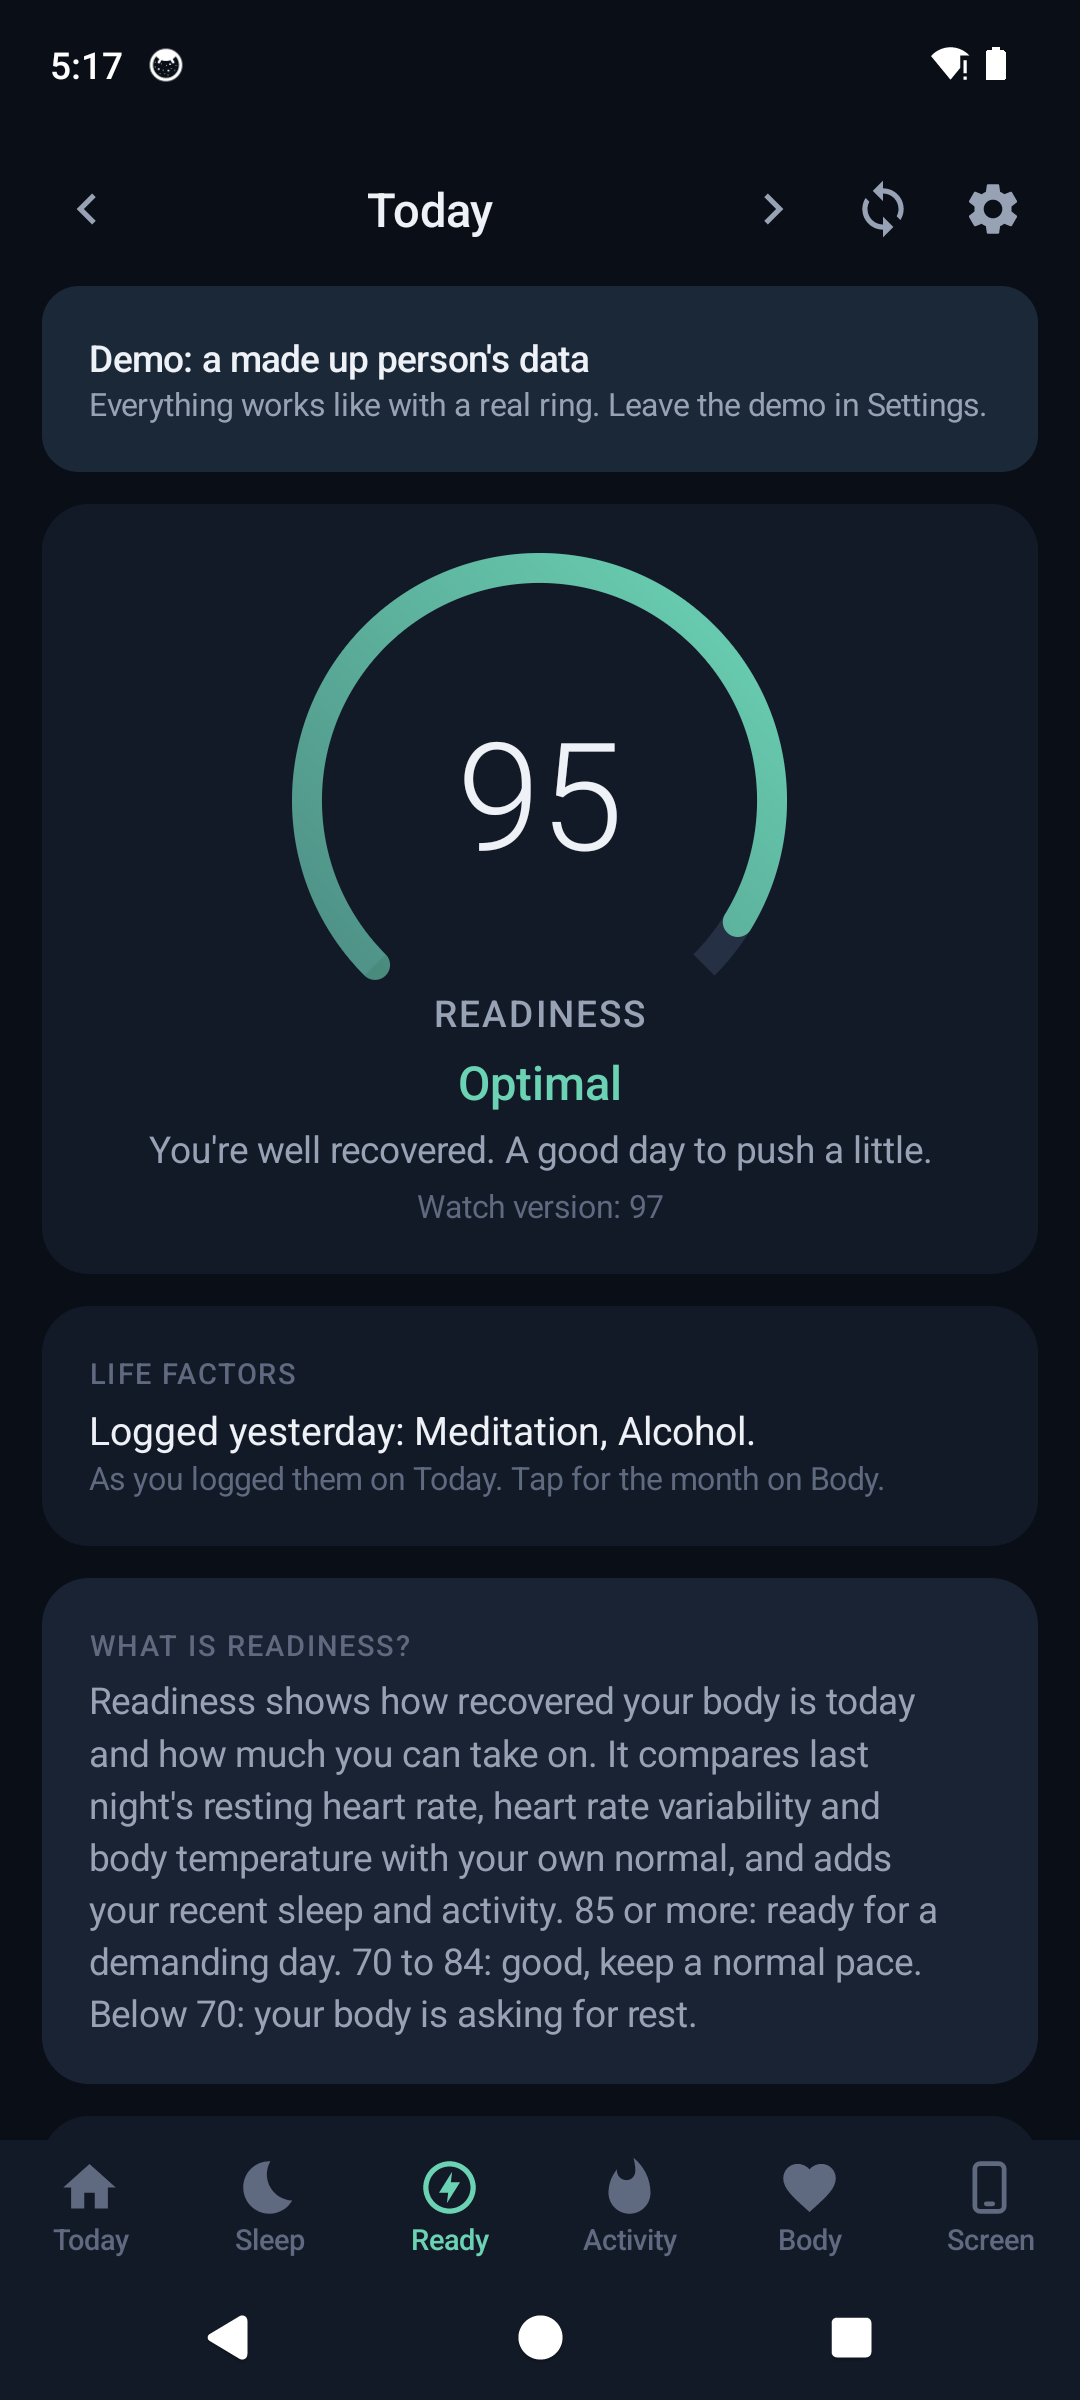 5:17
Today
Demo: a made up person's data
Everything works like with a real ring. Leave the demo in Settings.
95
READINESS
Optimal
You're well recovered. A good day to push a little.
Watch version: 97
LIFE FACTORS
Logged yesterday: Meditation, Alcohol.
As you logged them on Today. Tap for the month on Body.
WHAT IS READINESS?
Readiness shows how recovered your body is today
and how much you can take on. It compares last
night's resting heart rate, heart rate variability and
body temperature with your own normal, and adds
your recent sleep and activity. 85 or more: ready for a
demanding day. 70 to 84: good, keep a normal pace.
Below 70: your body is asking for rest.
Today
Sleep
Ready
Activity
Body
Screen